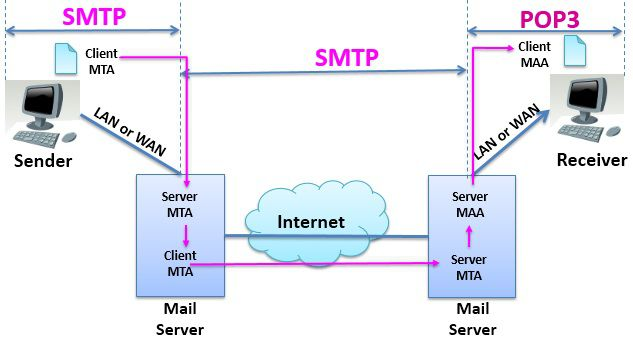 SMTP
POP3
SMTP
Client
MTA
Client
MAA
LAN or WAN
LAN or WAN
Sender
Receiver
Server
MTA
Client
MTA
Internet
Server
MAA
Server
MTA
Mail
Server
Mail
Server